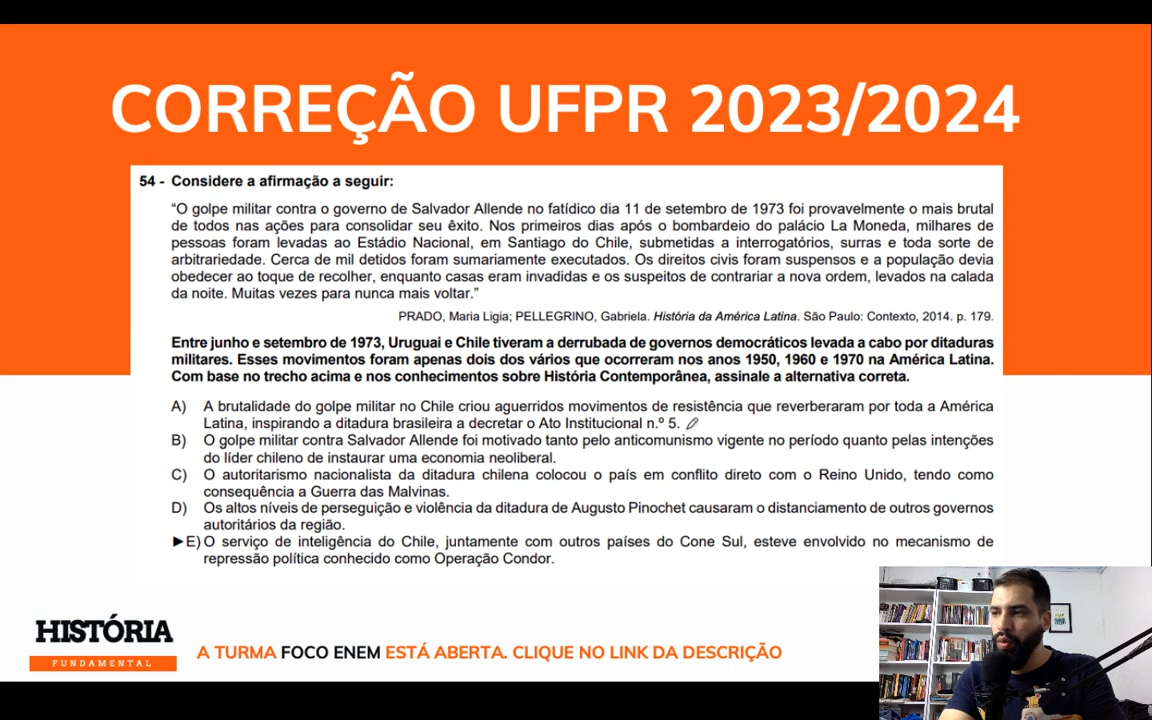 CORREÇÃO UFPR 2023/2024
54 - Considere a afirmação a seguir:
“O golpe militar contra o governo de Salvador Allende no fatídico dia 11 de setembro de 1973 foi provavelmente o mais brutal
de todos nas ações para consolidar seu êxito. Nos primeiros dias após o bombardeio do palácio La Moneda, milhares de
pessoas foram levadas ao Estádio Nacional, em Santiago do Chile, submetidas a interrogatórios, surras e toda sorte de
arbitrariedade. Cerca de mil detidos foram sumariamente executados. Os direitos civis foram suspensos e a população devia
obedecer ao toque de recolher, enquanto casas eram invadidas e os suspeitos de contrariar a nova ordem, levados na calada
da noite. Muitas vezes para nunca mais voltar.”
PRADO, Maria Ligia; PELLEGRINO, Gabriela. História da América Latina. São Paulo: Contexto, 2014. p. 179.
Entre junho e setembro de 1973, Uruguai e Chile tiveram a derrubada de governos democráticos levada a cabo por ditaduras
militares. Esses movimentos foram apenas dois dos vários que ocorreram nos anos 1950, 1960 e 1970 na América Latina.
Com base no trecho acima e nos conhecimentos sobre História Contemporânea, assinale a alternativa correta.
A) A brutalidade do golpe militar no Chile criou aguerridos movimentos de resistência que reverberaram por toda a América
Latina, inspirando a ditadura brasileira a decretar o Ato Institucional n.º 5.
B) O golpe militar contra Salvador Allende foi motivado tanto pelo anticomunismo vigente no período quanto pelas intenções
do líder chileno de instaurar uma economia neoliberal.
C) O autoritarismo nacionalista da ditadura chilena colocou o país em conflito direto com o Reino Unido, tendo como
consequência a Guerra das Malvinas.
D) Os altos níveis de perseguição e violência da ditadura de Augusto Pinochet causaram o distanciamento de outros governos
autoritários da região.
►E) O serviço de inteligência do Chile, juntamente com outros países do Cone Sul, esteve envolvido no mecanismo de
repressão política conhecido como Operação Condor.
HISTÓRIA
FUNDAMENTAL
A TURMA FOCO ENEM ESTÁ ABERTA. CLIQUE NO LINK DA DESCRIÇÃO